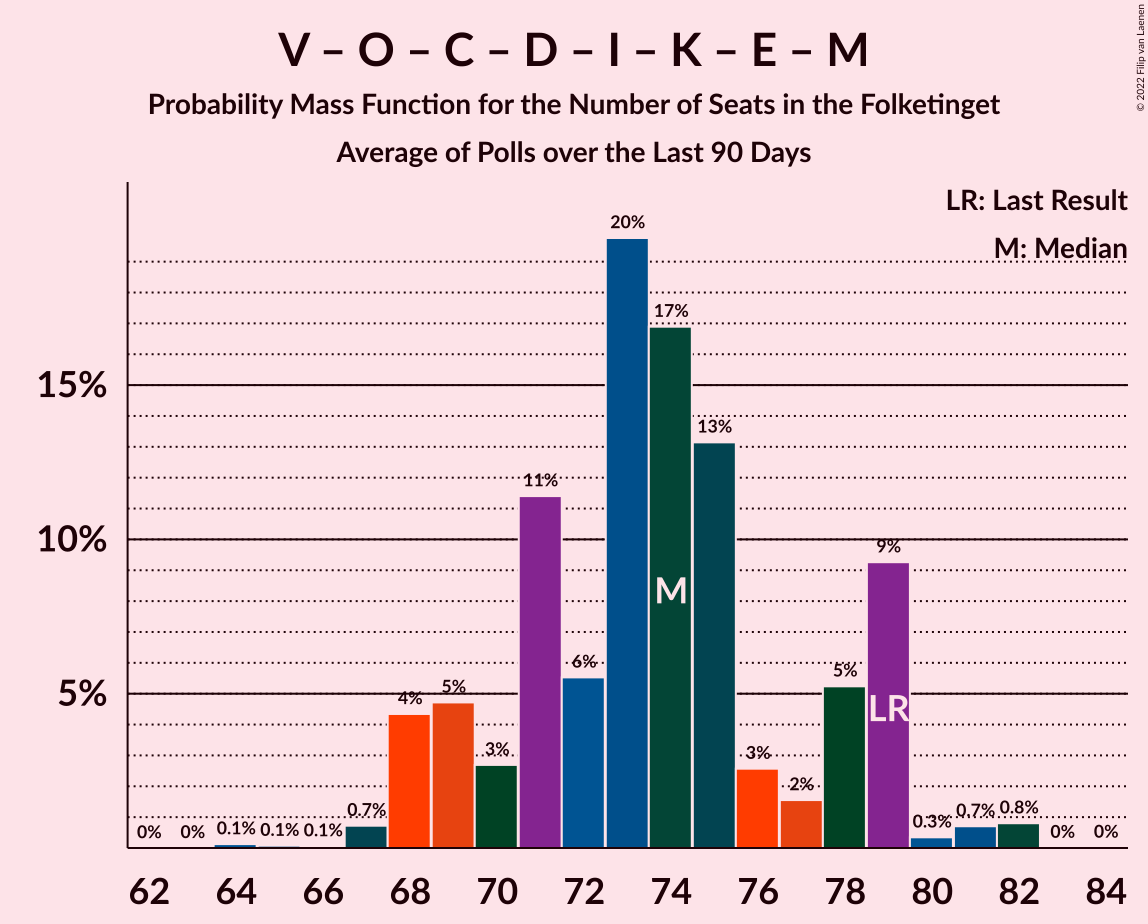 V – O – C – D – I – K – E – M
Probability Mass Function for the Number of Seats in the Folketinget
Average of Polls over the Last 90 Days
© 2022 Filip van Laenen
LR: Last Result
M: Median
15%
10%
5%
0%
0%
0.1%
0.1%
0.1%
0.7%
4%
5%
3%
11%
6%
20%
17%
13%
3%
2%
5%
9%
0.3%
0.7%
0.8%
0%
0%
M
LR
62 64 66 68 70 72 74 76 78 80 82 84